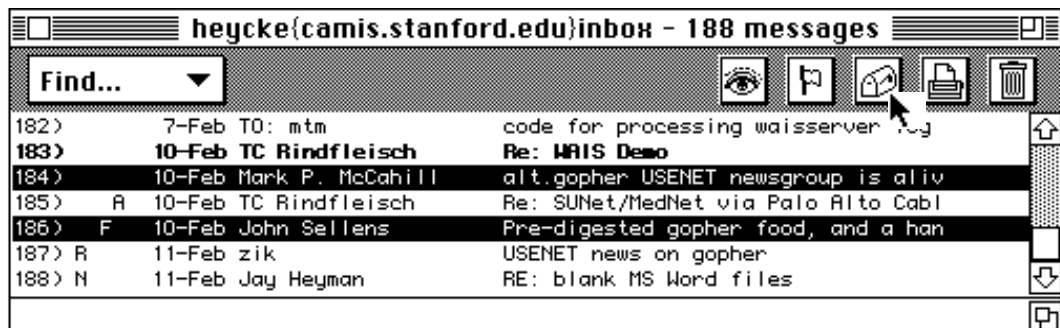 heycke{camis.stanford.edu}inbox - 188 messages
Find...
182) 7-Feb TO: mtm code for processing waisserver
183) 10-Feb TC Rindfleisch Re: WAIS Demo
184) 10-Feb Mark P. McCahill alt.gopher USENET newsgroup is aliv
185) A 10-Feb TC Rindfleisch Re: SUNet/MedNet via Palo Alto Cabl
186) F 10-Feb John Sellens Pre-digested gopher food, and a han
187) R 11-Feb zik USENET news on gopher
188) N 11-Feb Jay Heyman RE: blank MS Word files